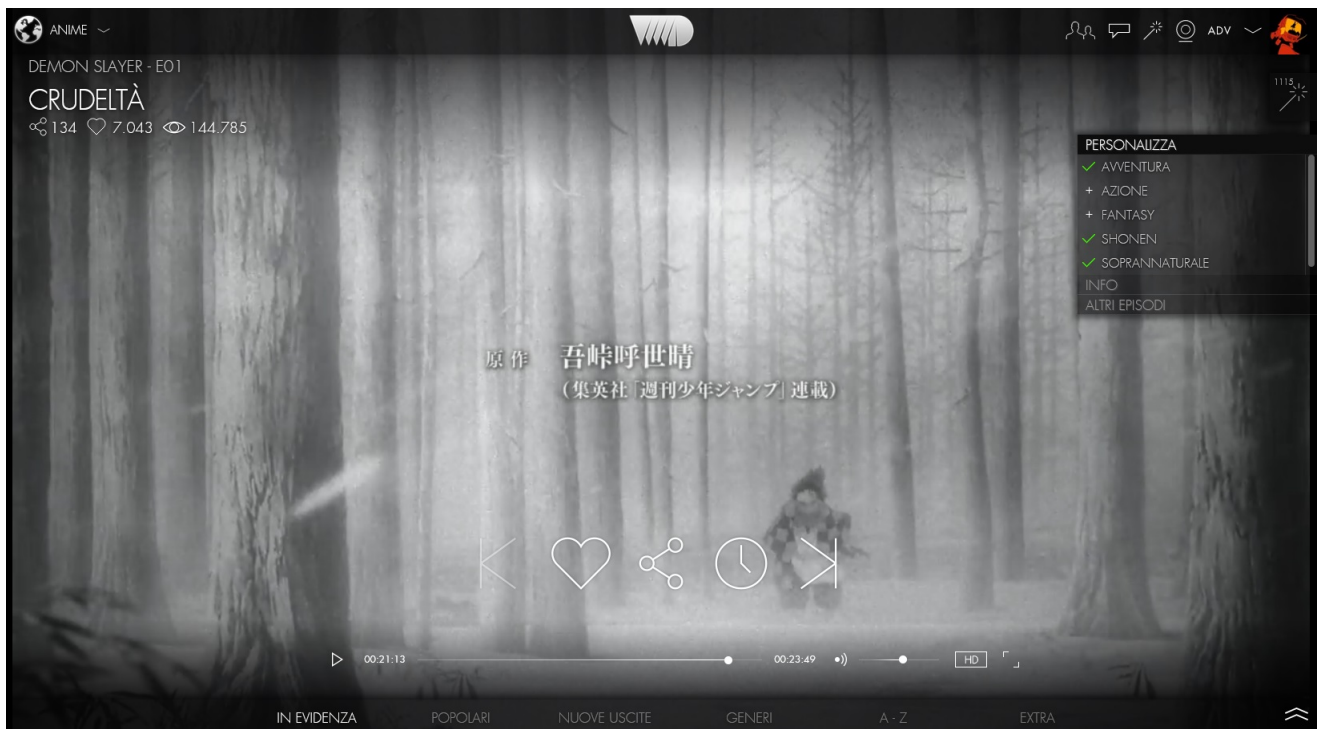 ANIME
VVVVID
ADV
DEMON SLAYER - E01
CRUDELTÀ
134 7.043 144.785
1115
PERSONALIZZA
AVVENTURA
+ AZIONE
+ FANTASY
SHONEN
SOPRANNATURALE
INFO
ALTRI EPISODI
原作 吾峠呼世晴
(集英社「週刊少年ジャンプ」連載)
00:21:13 00:23:49 HD
IN EVIDENZA POPOLARI NUOVE USCITE GENERI A - Z EXTRA